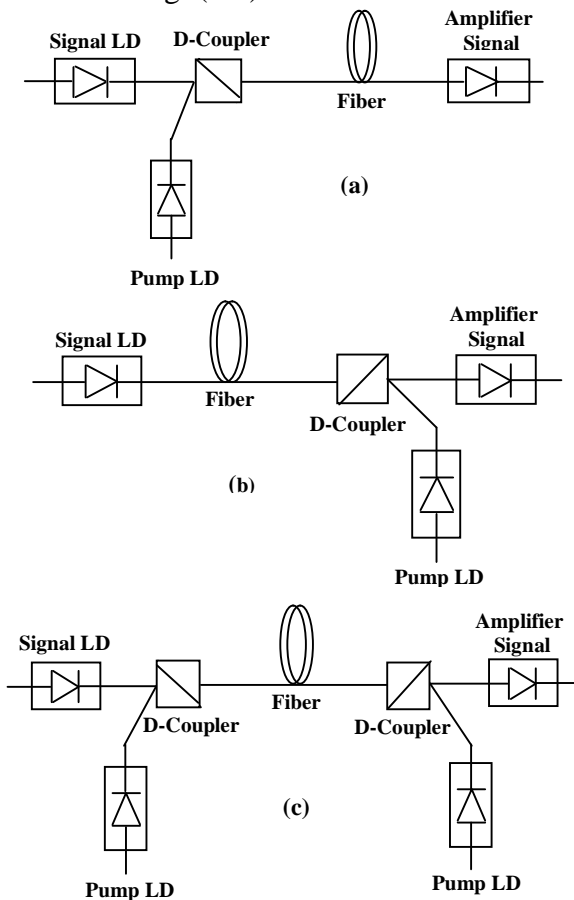 Amplifier
Signal LD D-Coupler Signal
Fiber
(a)
Pump LD
Amplifier
Signal LD Signal
Fiber
D-Coupler
(b)
Pump LD
Amplifier
Signal LD Signal
Fiber
D-Coupler D-Coupler
(c)
Pump LD Pump LD